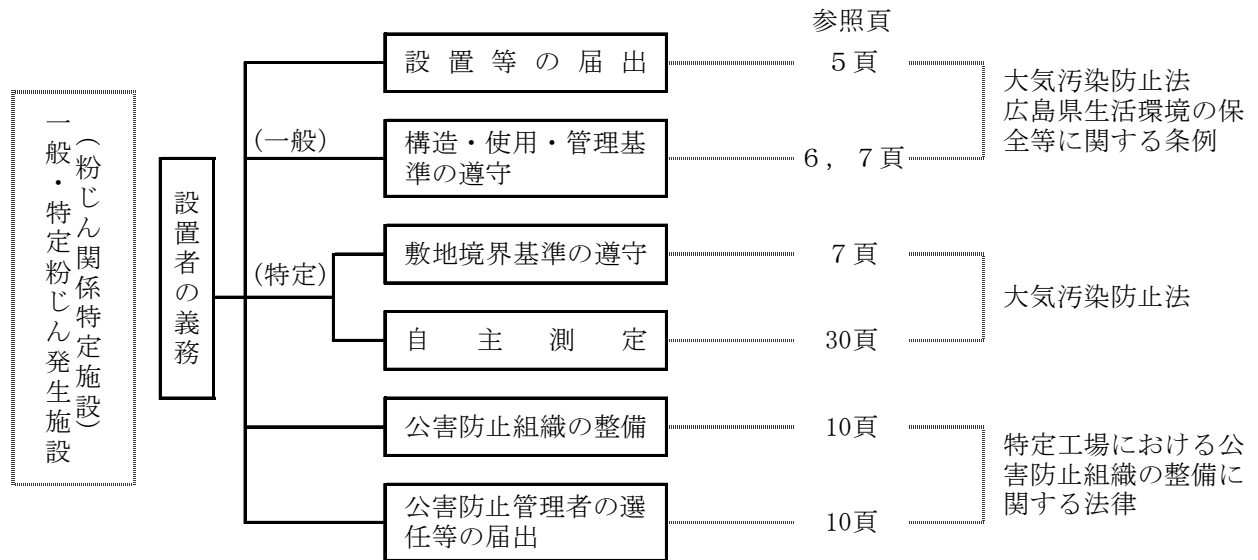 参照頁
一般・特定粉じん発生施設
(粉じん関係特定施設)
設置者の義務
設置等の届出
5頁
(一般)
構造・使用・管理基
準の遵守
6,7頁
大気汚染防止法
広島県生活環境の保
全等に関する条例
(特定)
敷地境界基準の遵守
7頁
自主測定
30頁
大気汚染防止法
公害防止組織の整備
10頁
公害防止管理者の選
任等の届出
10頁
特定工場における公
害防止組織の整備に
関する法律